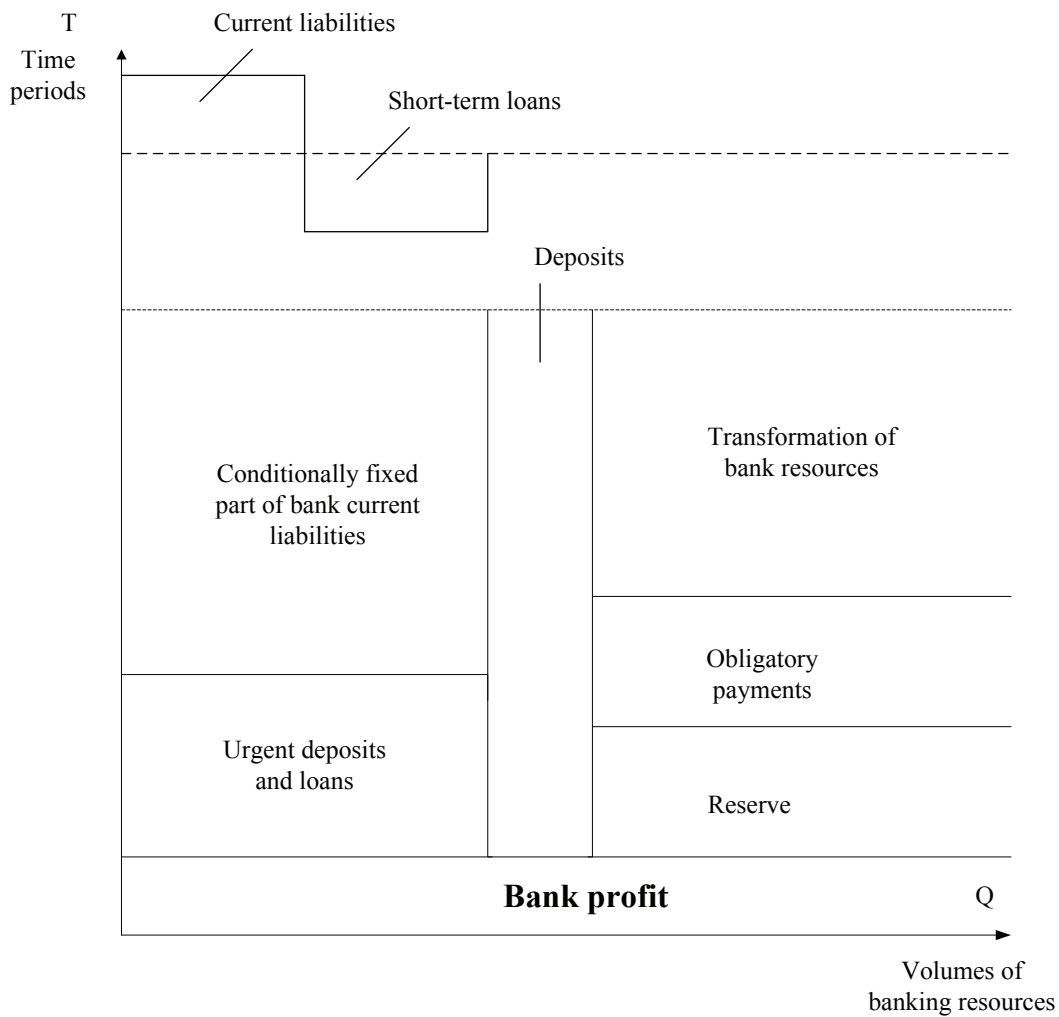 T
Current liabilities
Time
periods
Short-term loans
Deposits
Conditionally fixed
part of bank current
liabilities
Transformation of
bank resources
Obligatory
payments
Urgent deposits
and loans
Reserve
Bank profit
Q
Volumes of
banking resources